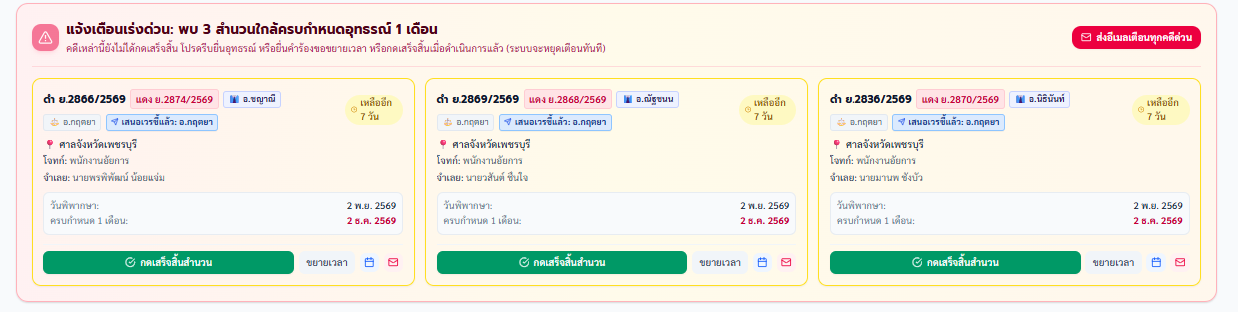 แจ้งเตือนเร่งด่วน: พบ 3 สำนวนใกล้ครบกำหนดอุทธรณ์ 1 เดือน
คดีเหล่านี้ยังไม่ได้กดเสร็จสิ้น โปรดรีบยื่นอุทธรณ์ หรือยื่นคำร้องขอขยายเวลา หรือกดเสร็จสิ้นเมื่อดำเนินการแล้ว (ระบบจะหยุดเตือนทันที)
ส่งอีเมลเตือนทุกคดีด่วน
ดำ ย.2866/2569 แดง ย.2874/2569 อ.ชญาณี
เหลืออีก
7 วัน
อ.กฤตยา เสนอเวรชี้แล้ว: อ.กฤตยา
ศาลจังหวัดเพชรบุรี
โจทก์: พนักงานอัยการ
จำเลย: นายพรพิพัฒน์ น้อยแจ่ม
วันพิพากษา: 2 พ.ย. 2569
ครบกำหนด 1 เดือน: 2 ธ.ค. 2569
กดเสร็จสิ้นสำนวน ขยายเวลา
ดำ ย.2869/2569 แดง ย.2868/2569 อ.ณัฐชนน
เหลืออีก
7 วัน
อ.กฤตยา เสนอเวรชี้แล้ว: อ.กฤตยา
ศาลจังหวัดเพชรบุรี
โจทก์: พนักงานอัยการ
จำเลย: นายวสันต์ ชื่นใจ
วันพิพากษา: 2 พ.ย. 2569
ครบกำหนด 1 เดือน: 2 ธ.ค. 2569
กดเสร็จสิ้นสำนวน ขยายเวลา
ดำ ย.2836/2569 แดง ย.2870/2569 อ.นิธินันท์
เหลืออีก
7 วัน
อ.กฤตยา เสนอเวรชี้แล้ว: อ.กฤตยา
ศาลจังหวัดเพชรบุรี
โจทก์: พนักงานอัยการ
จำเลย: นายมานพ ชังบัว
วันพิพากษา: 2 พ.ย. 2569
ครบกำหนด 1 เดือน: 2 ธ.ค. 2569
กดเสร็จสิ้นสำนวน ขยายเวลา